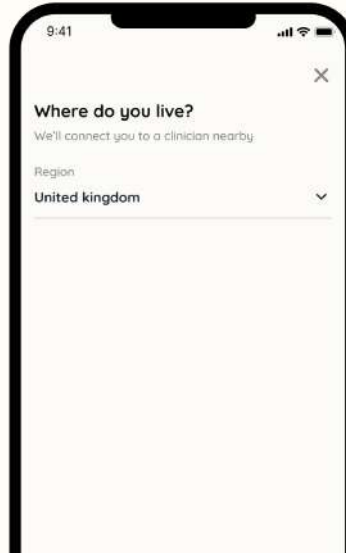 9:41
Where do you live?
We'll connect you to a clinician nearby
Region
United kingdom